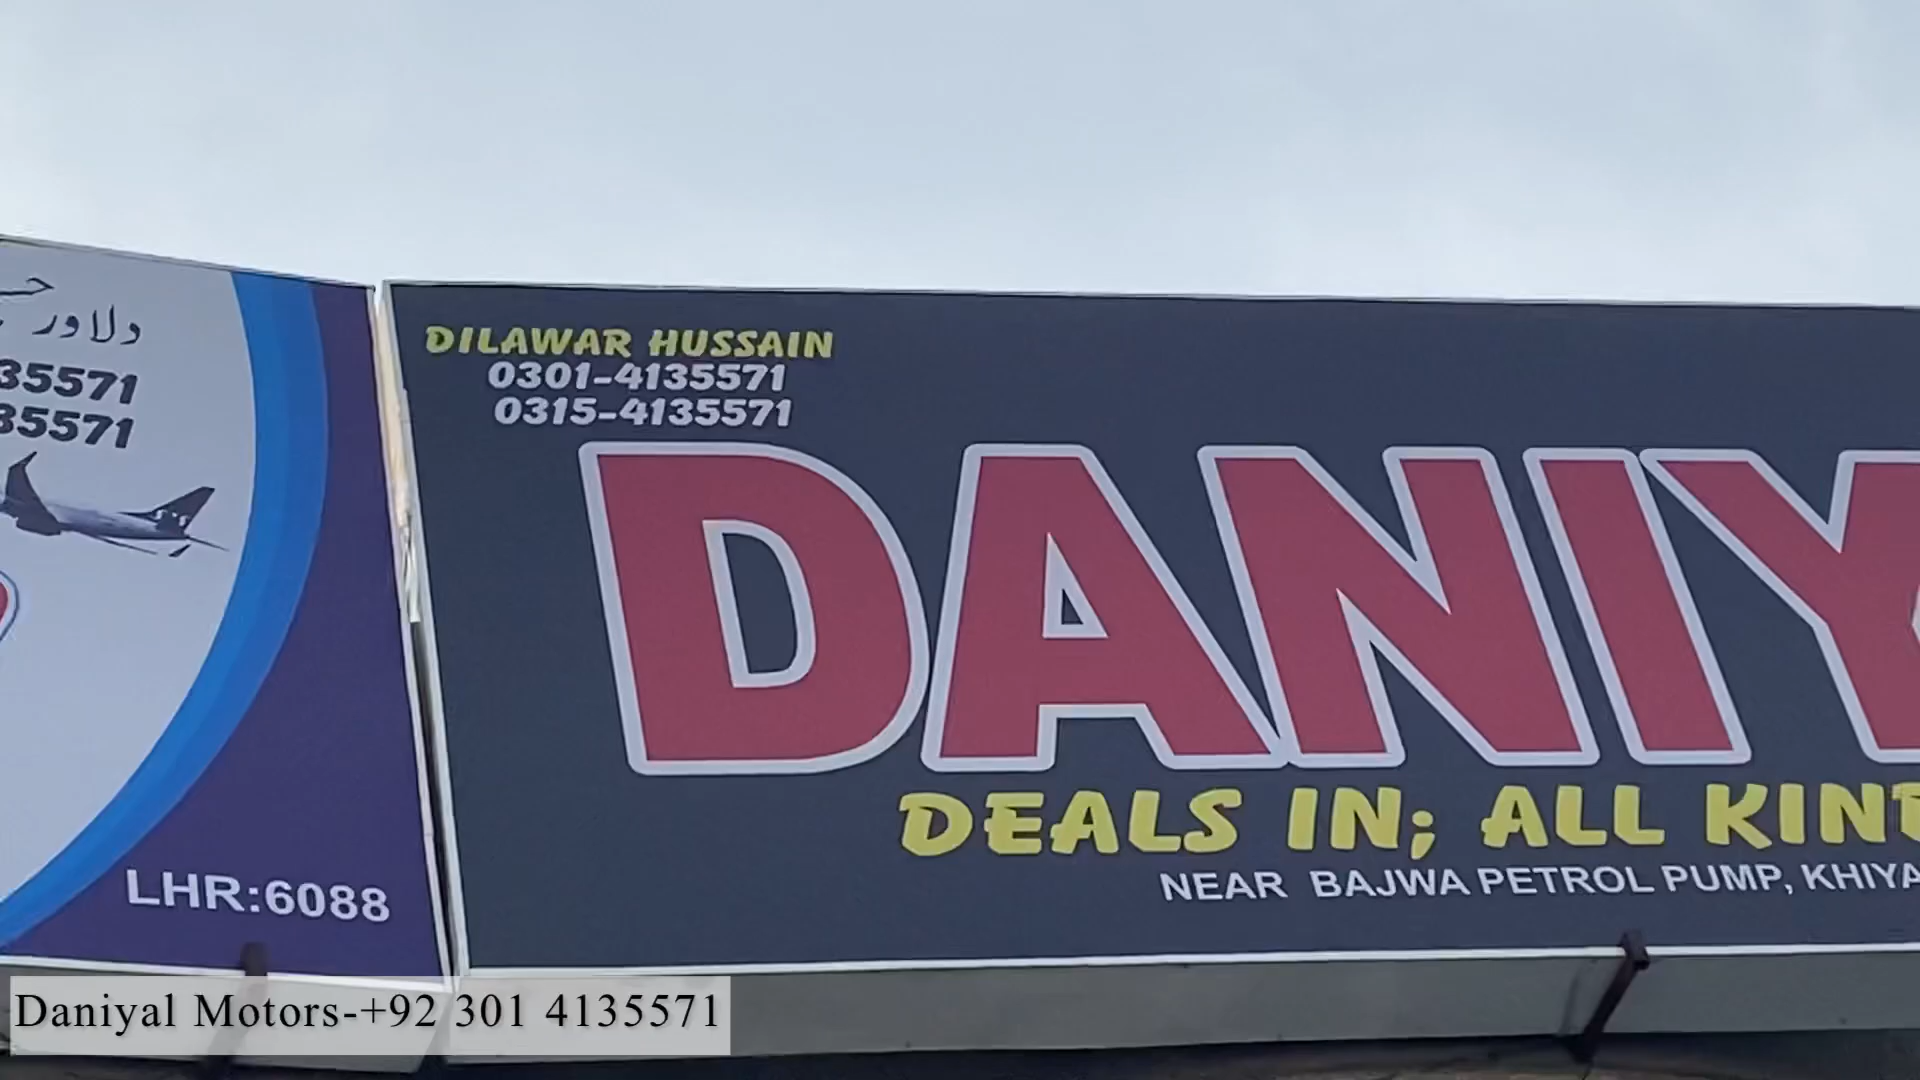 دلاور
35571
35571
LHR:6088
DILAWAR HUSSAIN
0301-4135571
0315-4135571
DANIY
DEALS IN; ALL KIND
NEAR BAJWA PETROL PUMP, KHIYA
Daniyal Motors-+92 301 4135571